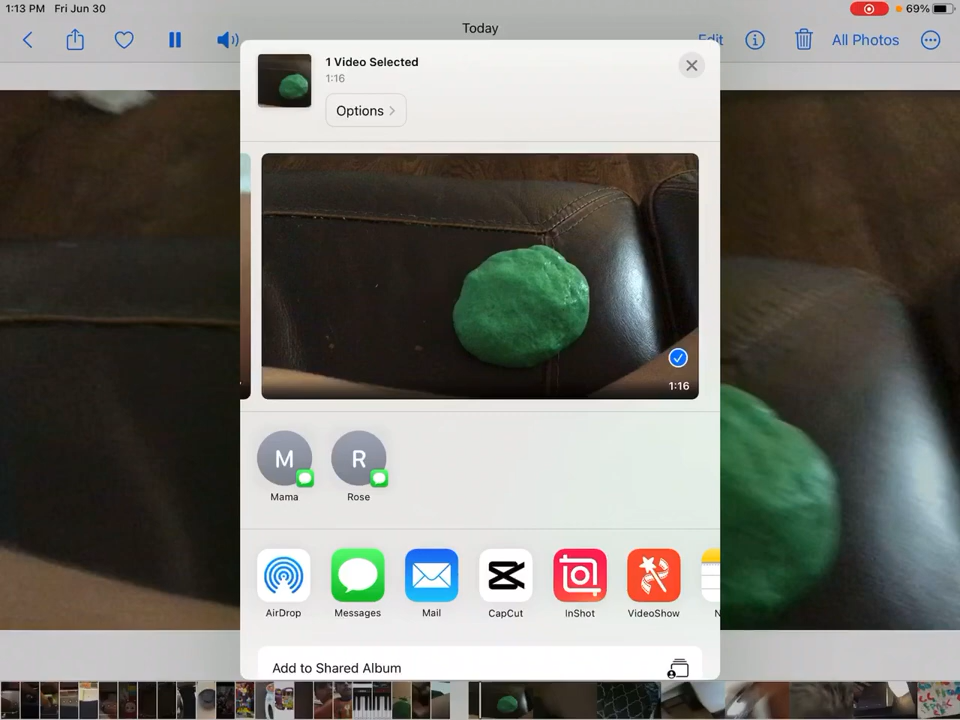 1:13 PM Fri Jun 30
69%
Today
Edit
All Photos
1 Video Selected
1:16
Options
1:16
M
R
Mama
Rose
AirDrop
Messages
Mail
CapCut
InShot
VideoShow
Add to Shared Album